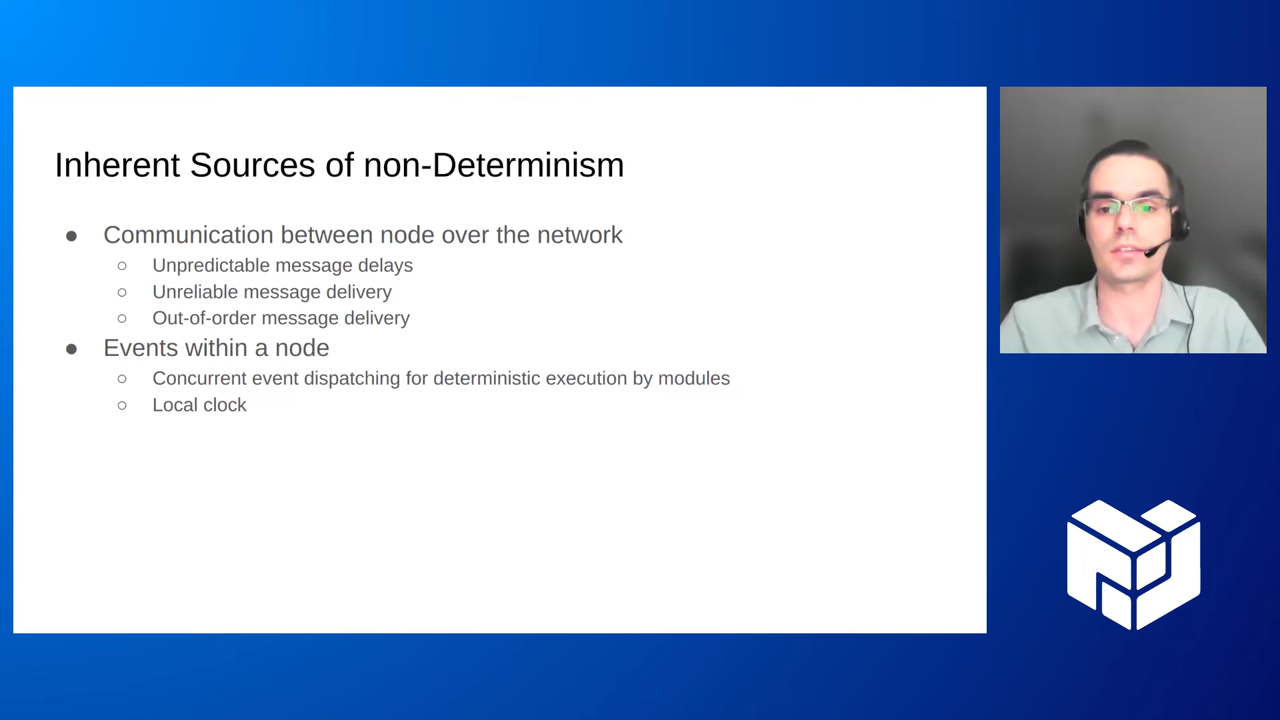 Inherent Sources of non-Determinism
● Communication between node over the network
○ Unpredictable message delays
○ Unreliable message delivery
○ Out-of-order message delivery
● Events within a node
○ Concurrent event dispatching for deterministic execution by modules
○ Local clock